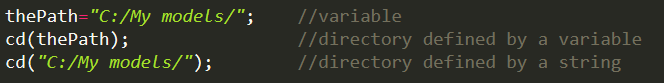 thePath="C:/My models/";    //variable
cd(thePath);                //directory defined by a variable
cd("C:/My models/");        //directory defined by a string